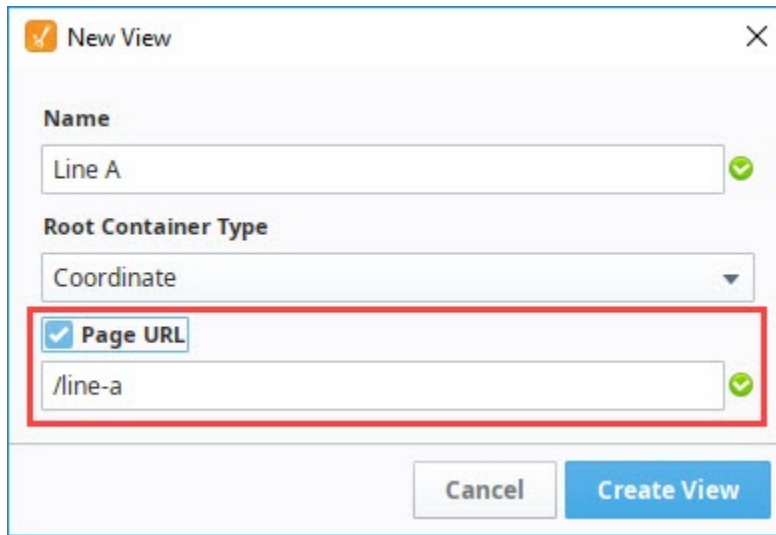 New View
Name
Line A
Root Container Type
Coordinate
Page URL
/line-a
Cancel
Create View